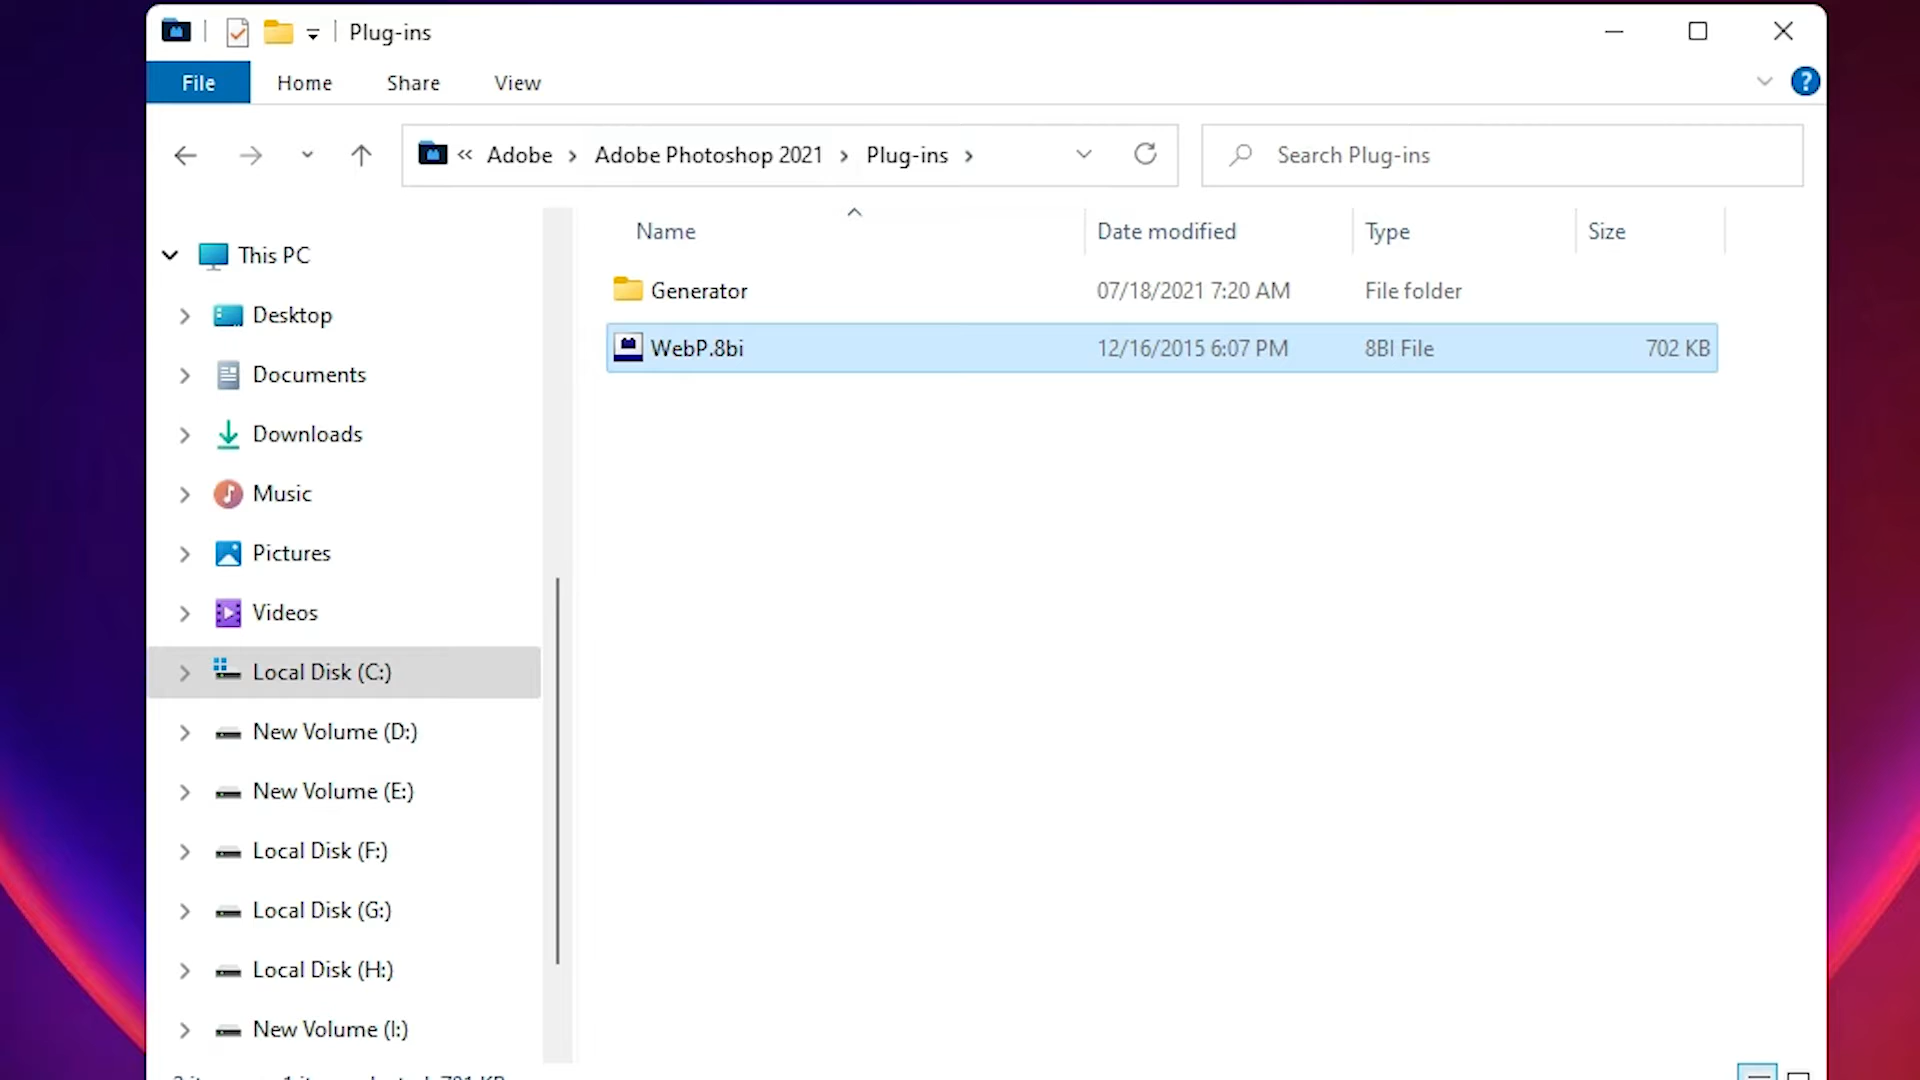 Plug-ins
File Home Share View
« Adobe › Adobe Photoshop 2021 › Plug-ins › Search Plug-ins
Name Date modified Type Size
This PC
Generator 07/18/2021 7:20 AM File folder
Desktop
WebP.8bi 12/16/2015 6:07 PM 8BI File 702 KB
Documents
Downloads
Music
Pictures
Videos
Local Disk (C:)
New Volume (D:)
New Volume (E:)
Local Disk (F:)
Local Disk (G:)
Local Disk (H:)
New Volume (I:)